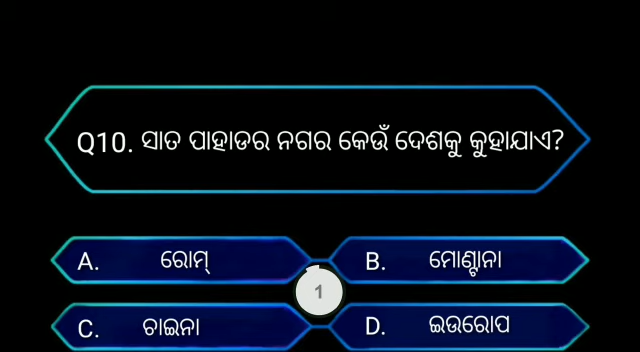 Q10. ସାତ ପାହାଡର ନଗର କେଉଁ ଦେଶକୁ କୁହାଯାଏ?
A. ରୋମ୍
B. ମୋଣ୍ଟାନା
1
C. ଚାଇନା
D. ଇଉରୋପ